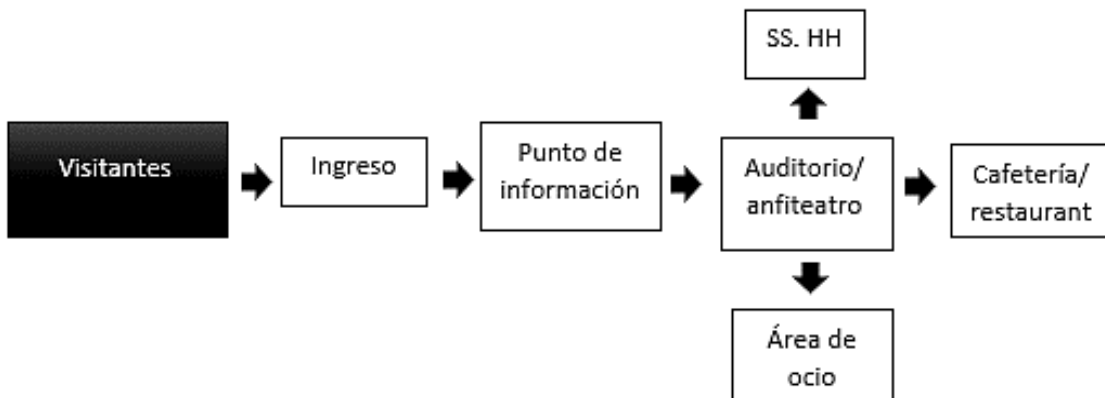 SS. HH
Visitantes
Ingreso
Punto de
información
Auditorio/
anfiteatro
Cafetería/
restaurant
Área de
ocio